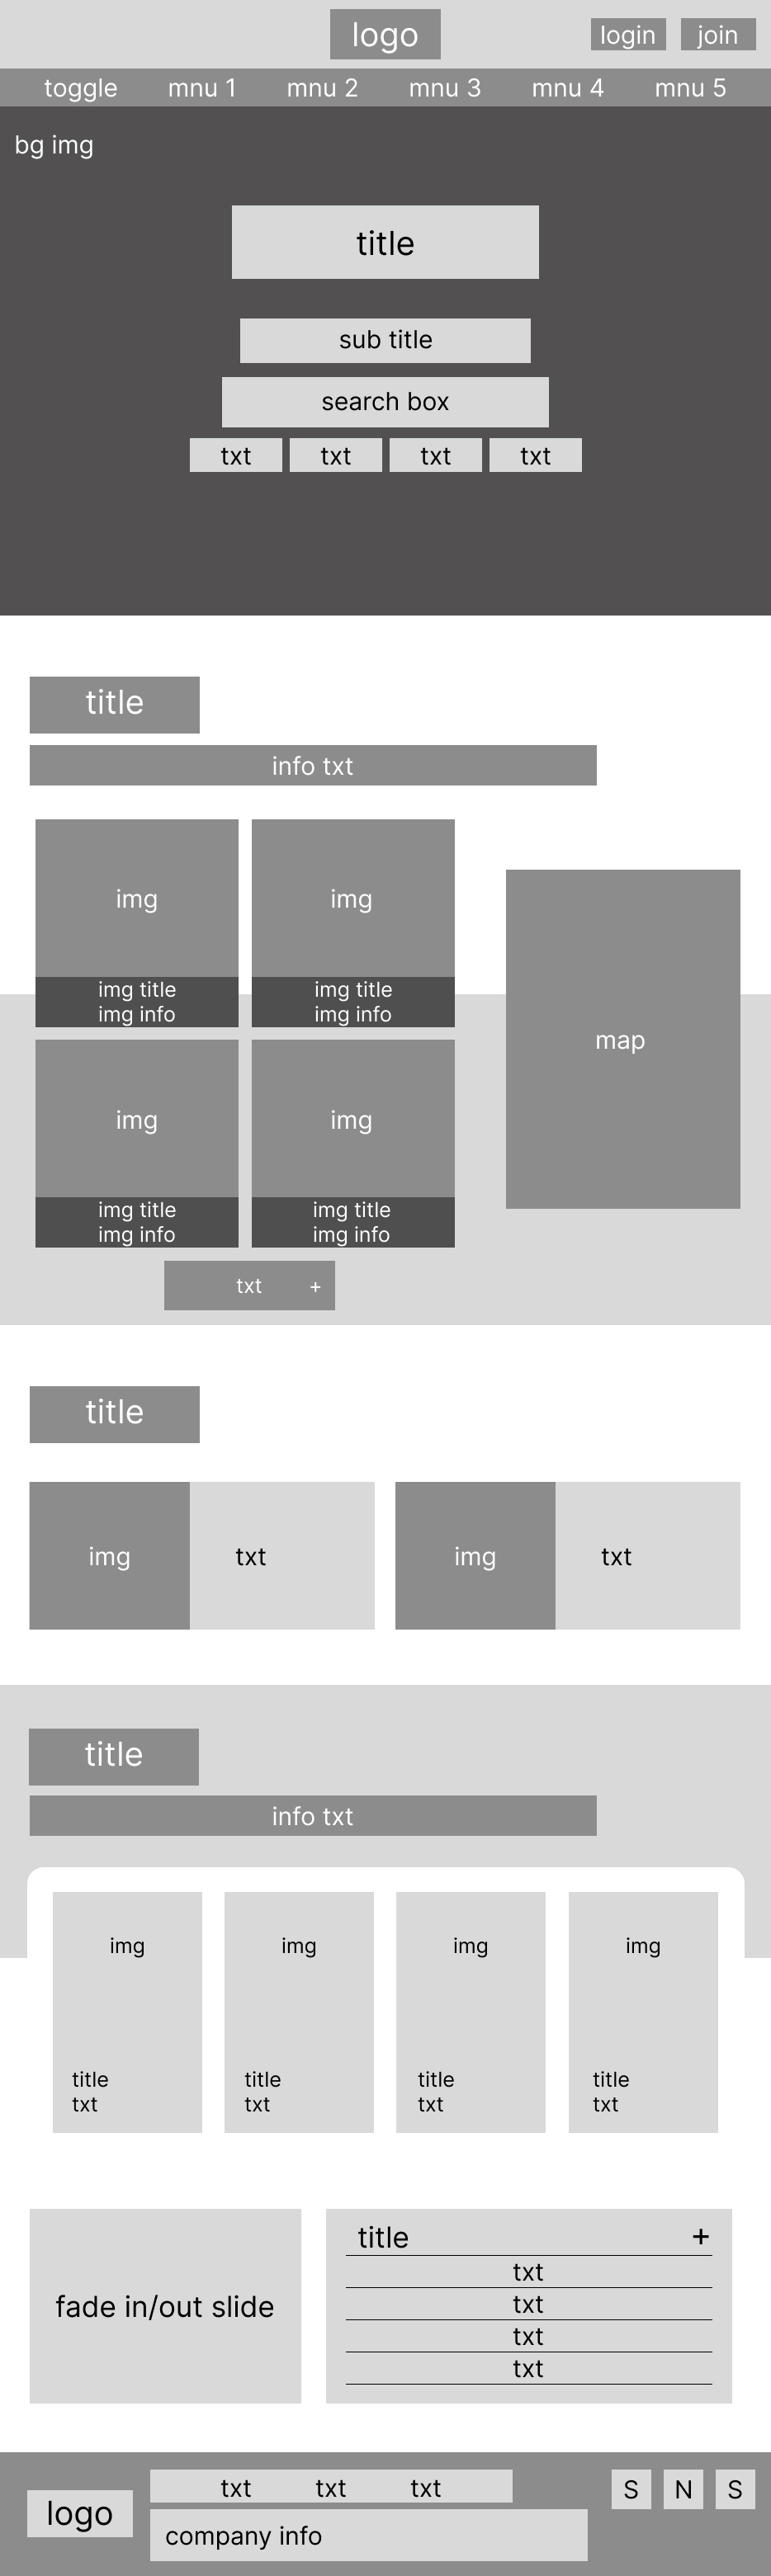 logo
login join
toggle mnu 1 mnu 2 mnu 3 mnu 4 mnu 5
bg img
title
sub title
search box
txt txt txt txt
title
info txt
img img
img title img title
img info img info
map
img img
img title img title
img info img info
txt +
title
img txt img txt
title
info txt
img img img img
title title title title
txt txt txt txt
fade in/out slide
title +
txt
txt
txt
txt
logo
txt txt txt
company info
S N S